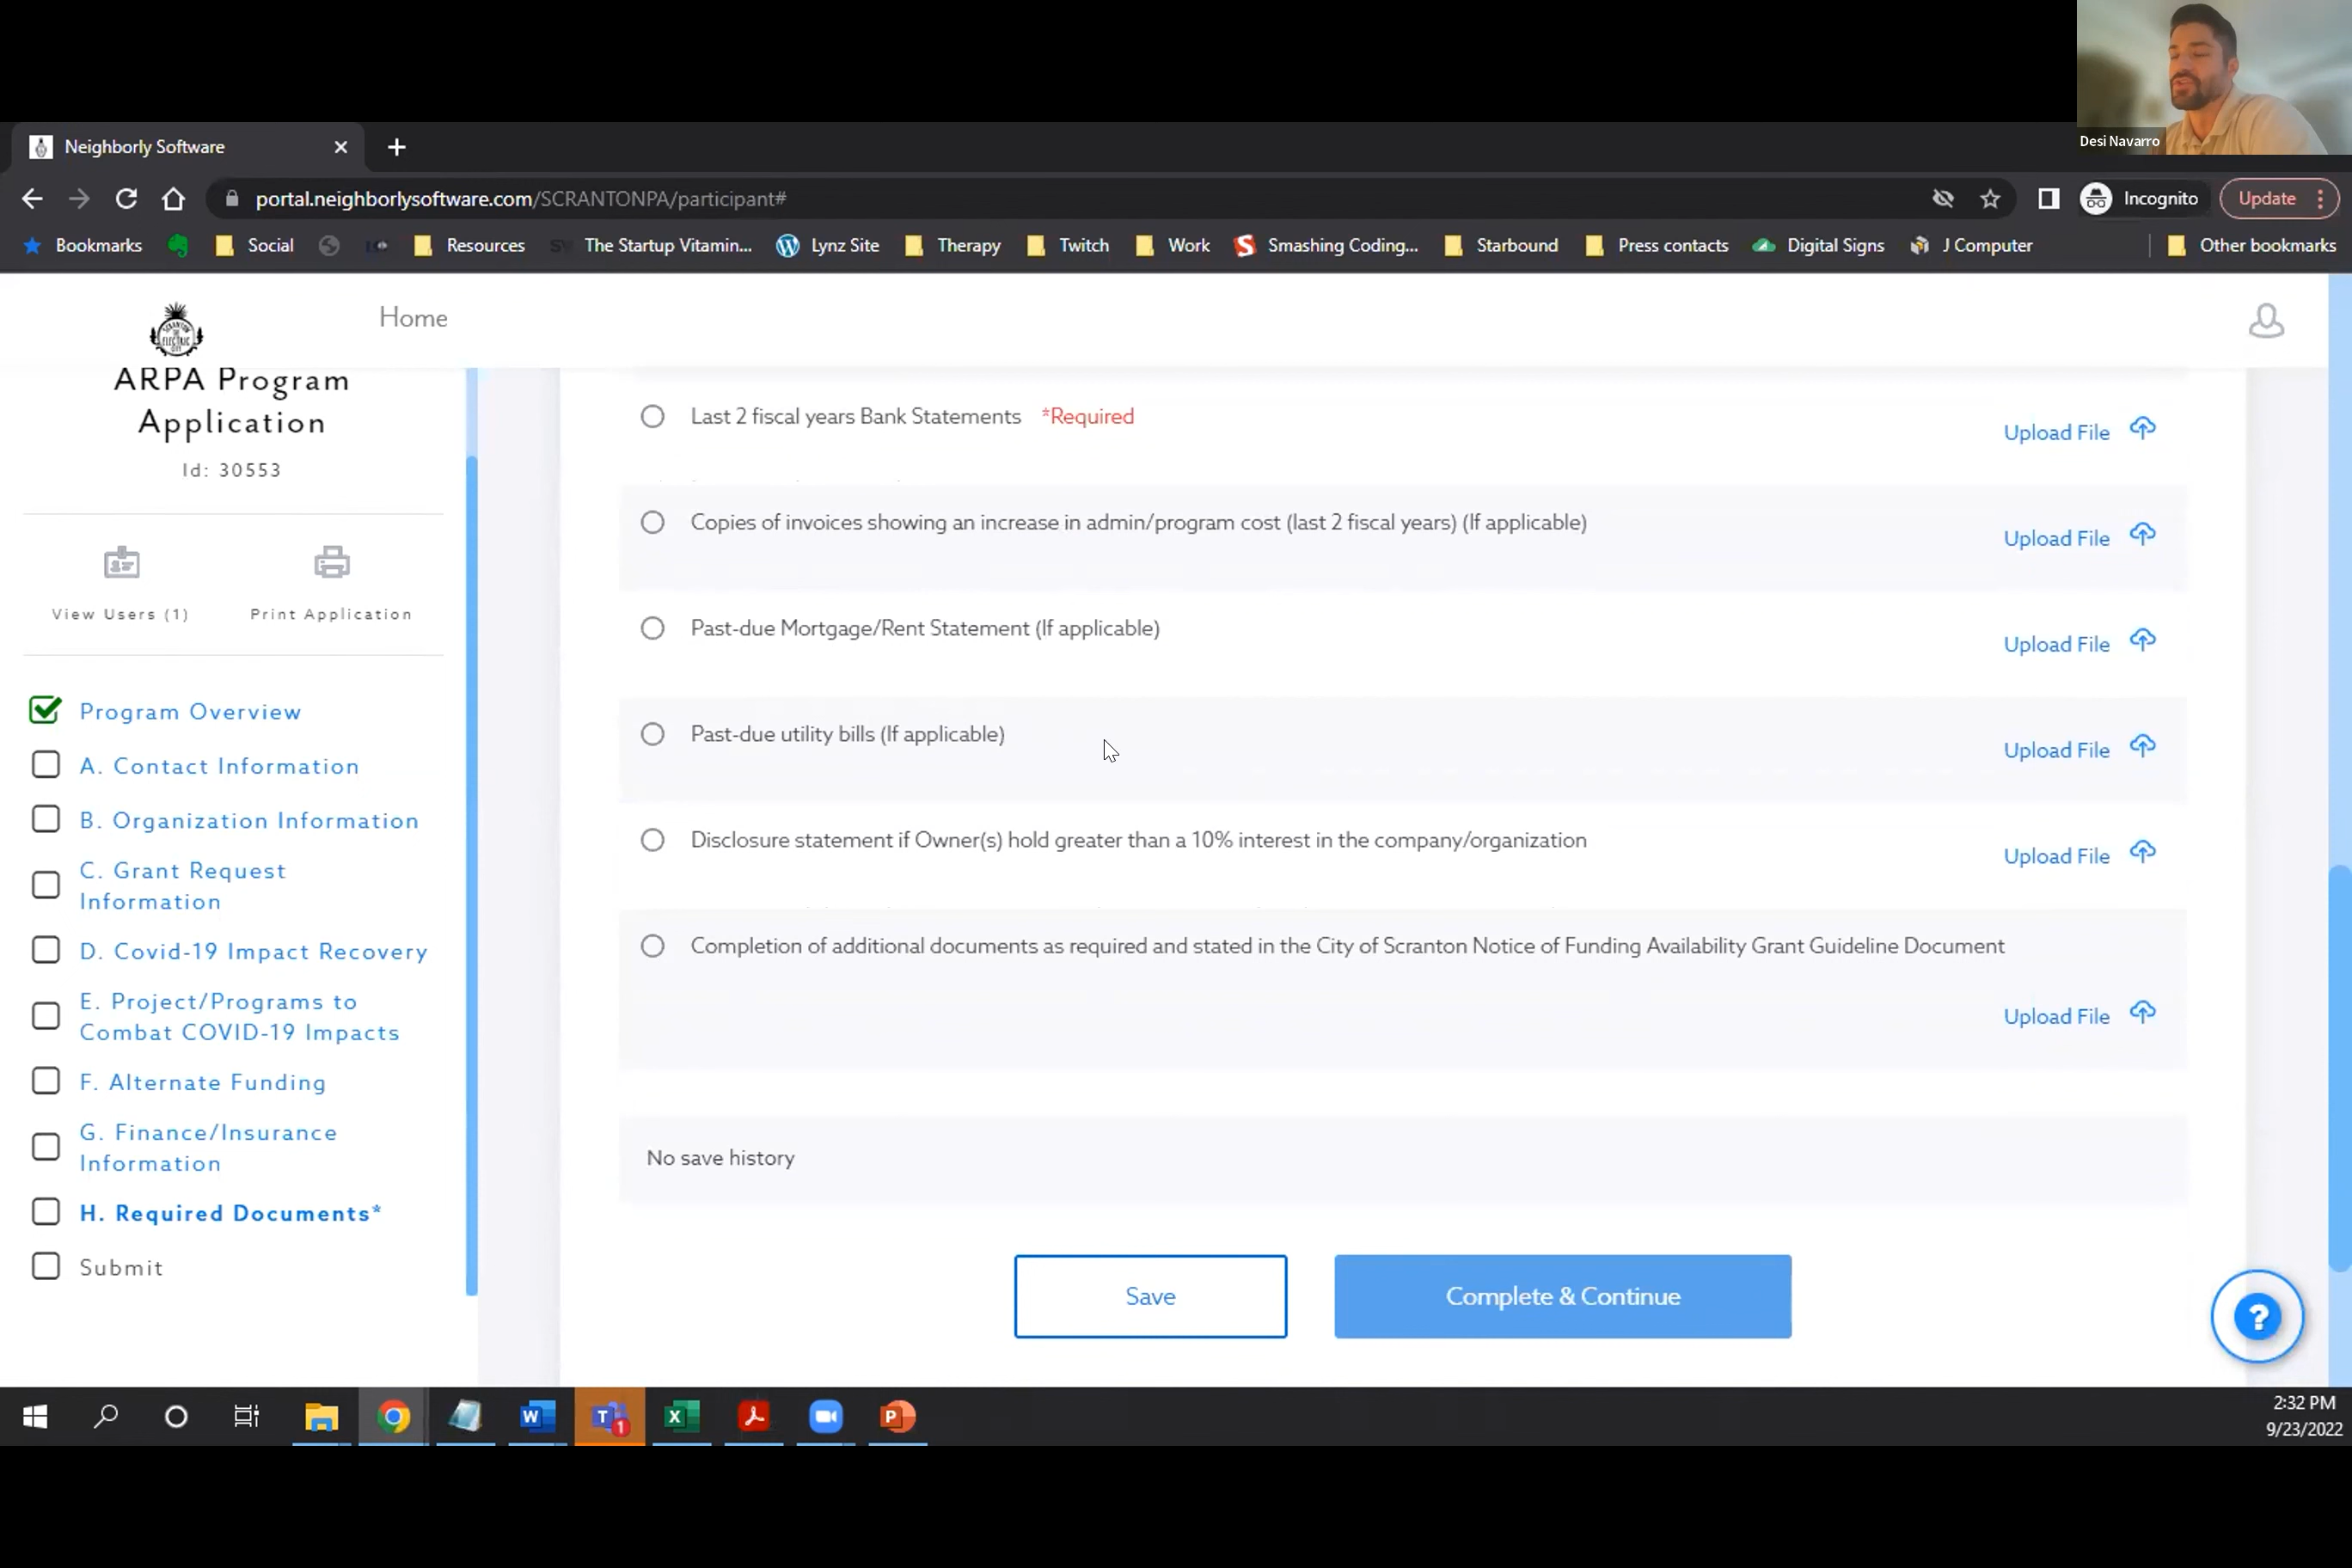 Desi Navarro
Neighborly Software
portal.neighborlysoftware.com/SCRANTONPA/participant#
Incognito
Update
Bookmarks
Social
Resources
The Startup Vitamin...
Lynz Site
Therapy
Twitch
Work
Smashing Coding...
Starbound
Press contacts
Digital Signs
J Computer
Other bookmarks
SCRANTON
THE
ELECTRIC
CITY
Home
ARPA Program
Application
Id: 30553
View Users (1)
Print Application
Program Overview
A. Contact Information
B. Organization Information
C. Grant Request
Information
D. Covid-19 Impact Recovery
E. Project/Programs to
Combat COVID-19 Impacts
F. Alternate Funding
G. Finance/Insurance
Information
H. Required Documents*
Submit
Last 2 fiscal years Bank Statements *Required
Upload File
Copies of invoices showing an increase in admin/program cost (last 2 fiscal years) (If applicable)
Upload File
Past-due Mortgage/Rent Statement (If applicable)
Upload File
Past-due utility bills (If applicable)
Upload File
Disclosure statement if Owner(s) hold greater than a 10% interest in the company/organization
Upload File
Completion of additional documents as required and stated in the City of Scranton Notice of Funding Availability Grant Guideline Document
Upload File
No save history
Save
Complete & Continue
?
W
T
1
X
P
2:32 PM
9/23/2022